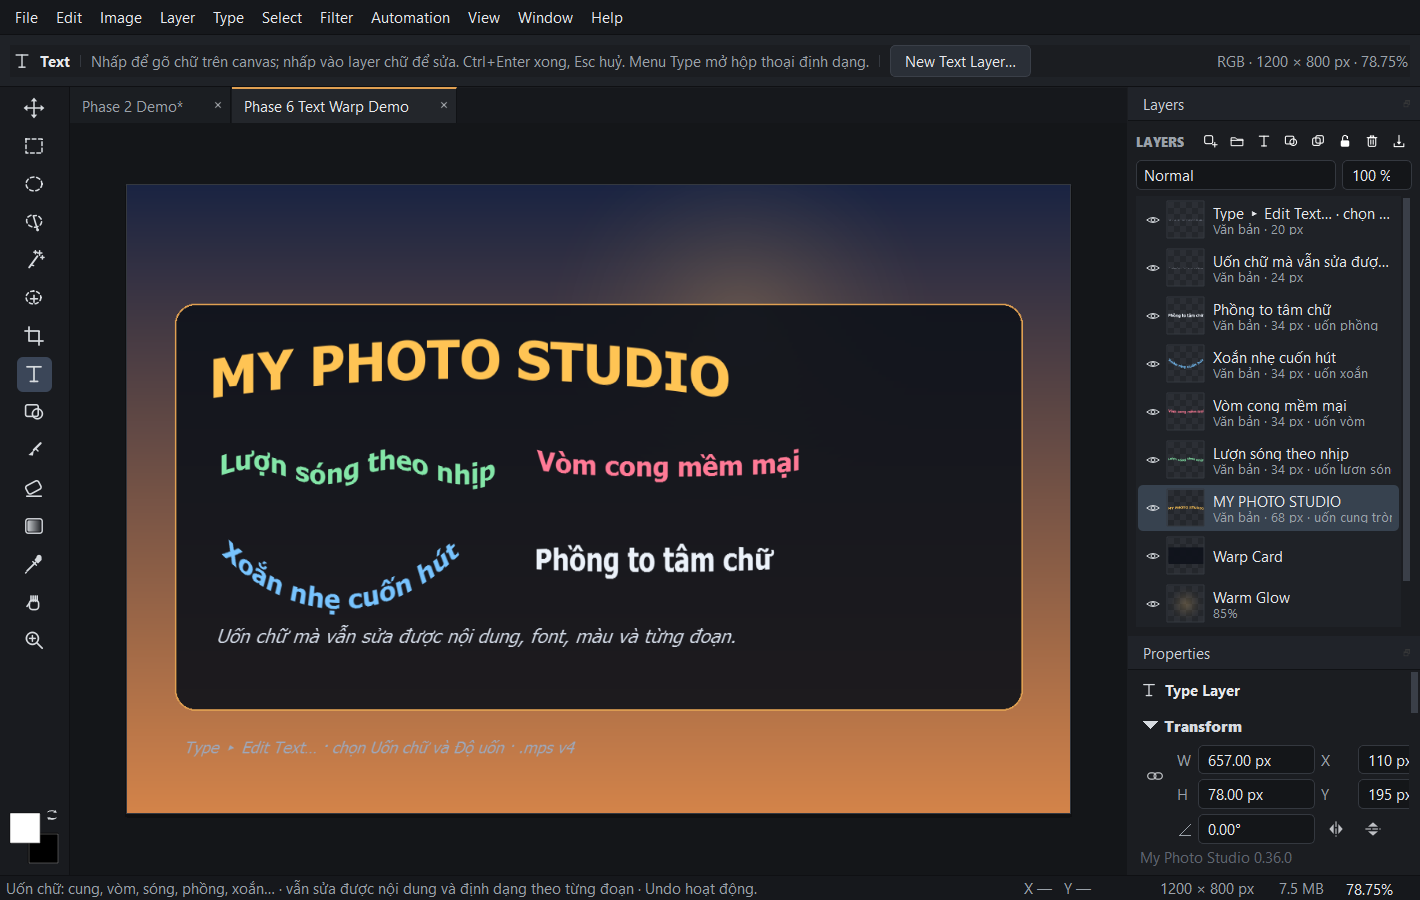 File Edit Image Layer Type Select Filter Automation View Window Help
Text Nhấp để gõ chữ trên canvas; nhấp vào layer chữ để sửa. Ctrl+Enter xong, Esc huỷ. Menu Type mở hộp thoại định dạng. New Text Layer... RGB · 1200 × 800 px · 78.75%
Phase 2 Demo* × Phase 6 Text Warp Demo ×
Layers
LAYERS
Normal 100 %
Type ‣ Edit Text... · chọn ...
Văn bản · 20 px
Uốn chữ mà vẫn sửa đượ...
Văn bản · 24 px
Phồng to tâm chữ
Văn bản · 34 px · uốn phồng
Xoắn nhẹ cuốn hút
Văn bản · 34 px · uốn xoắn
Vòm cong mềm mại
Văn bản · 34 px · uốn vòm
Lượn sóng theo nhịp
Văn bản · 34 px · uốn lượn són
MY PHOTO STUDIO
Văn bản · 68 px · uốn cung tròn
Warp Card
Warm Glow
85%
MY PHOTO STUDIO
Lượn sóng theo nhịp
Vòm cong mềm mại
Xoắn nhẹ cuốn hút
Phồng to tâm chữ
Uốn chữ mà vẫn sửa được nội dung, font, màu và từng đoạn.
Type ‣ Edit Text... · chọn Uốn chữ và Độ uốn · .mps v4
Properties
Type Layer
Transform
W 657.00 px X 110 px
H 78.00 px Y 195 px
0.00°
My Photo Studio 0.36.0
Uốn chữ: cung, vòm, sóng, phồng, xoắn... · vẫn sửa được nội dung và định dạng theo từng đoạn · Undo hoạt động. X — Y — 1200 × 800 px 7.5 MB 78.75%